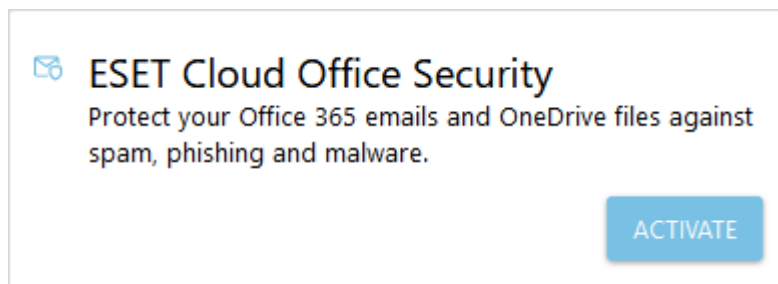 ESET Cloud Office Security
Protect your Office 365 emails and OneDrive files against
spam, phishing and malware.
ACTIVATE